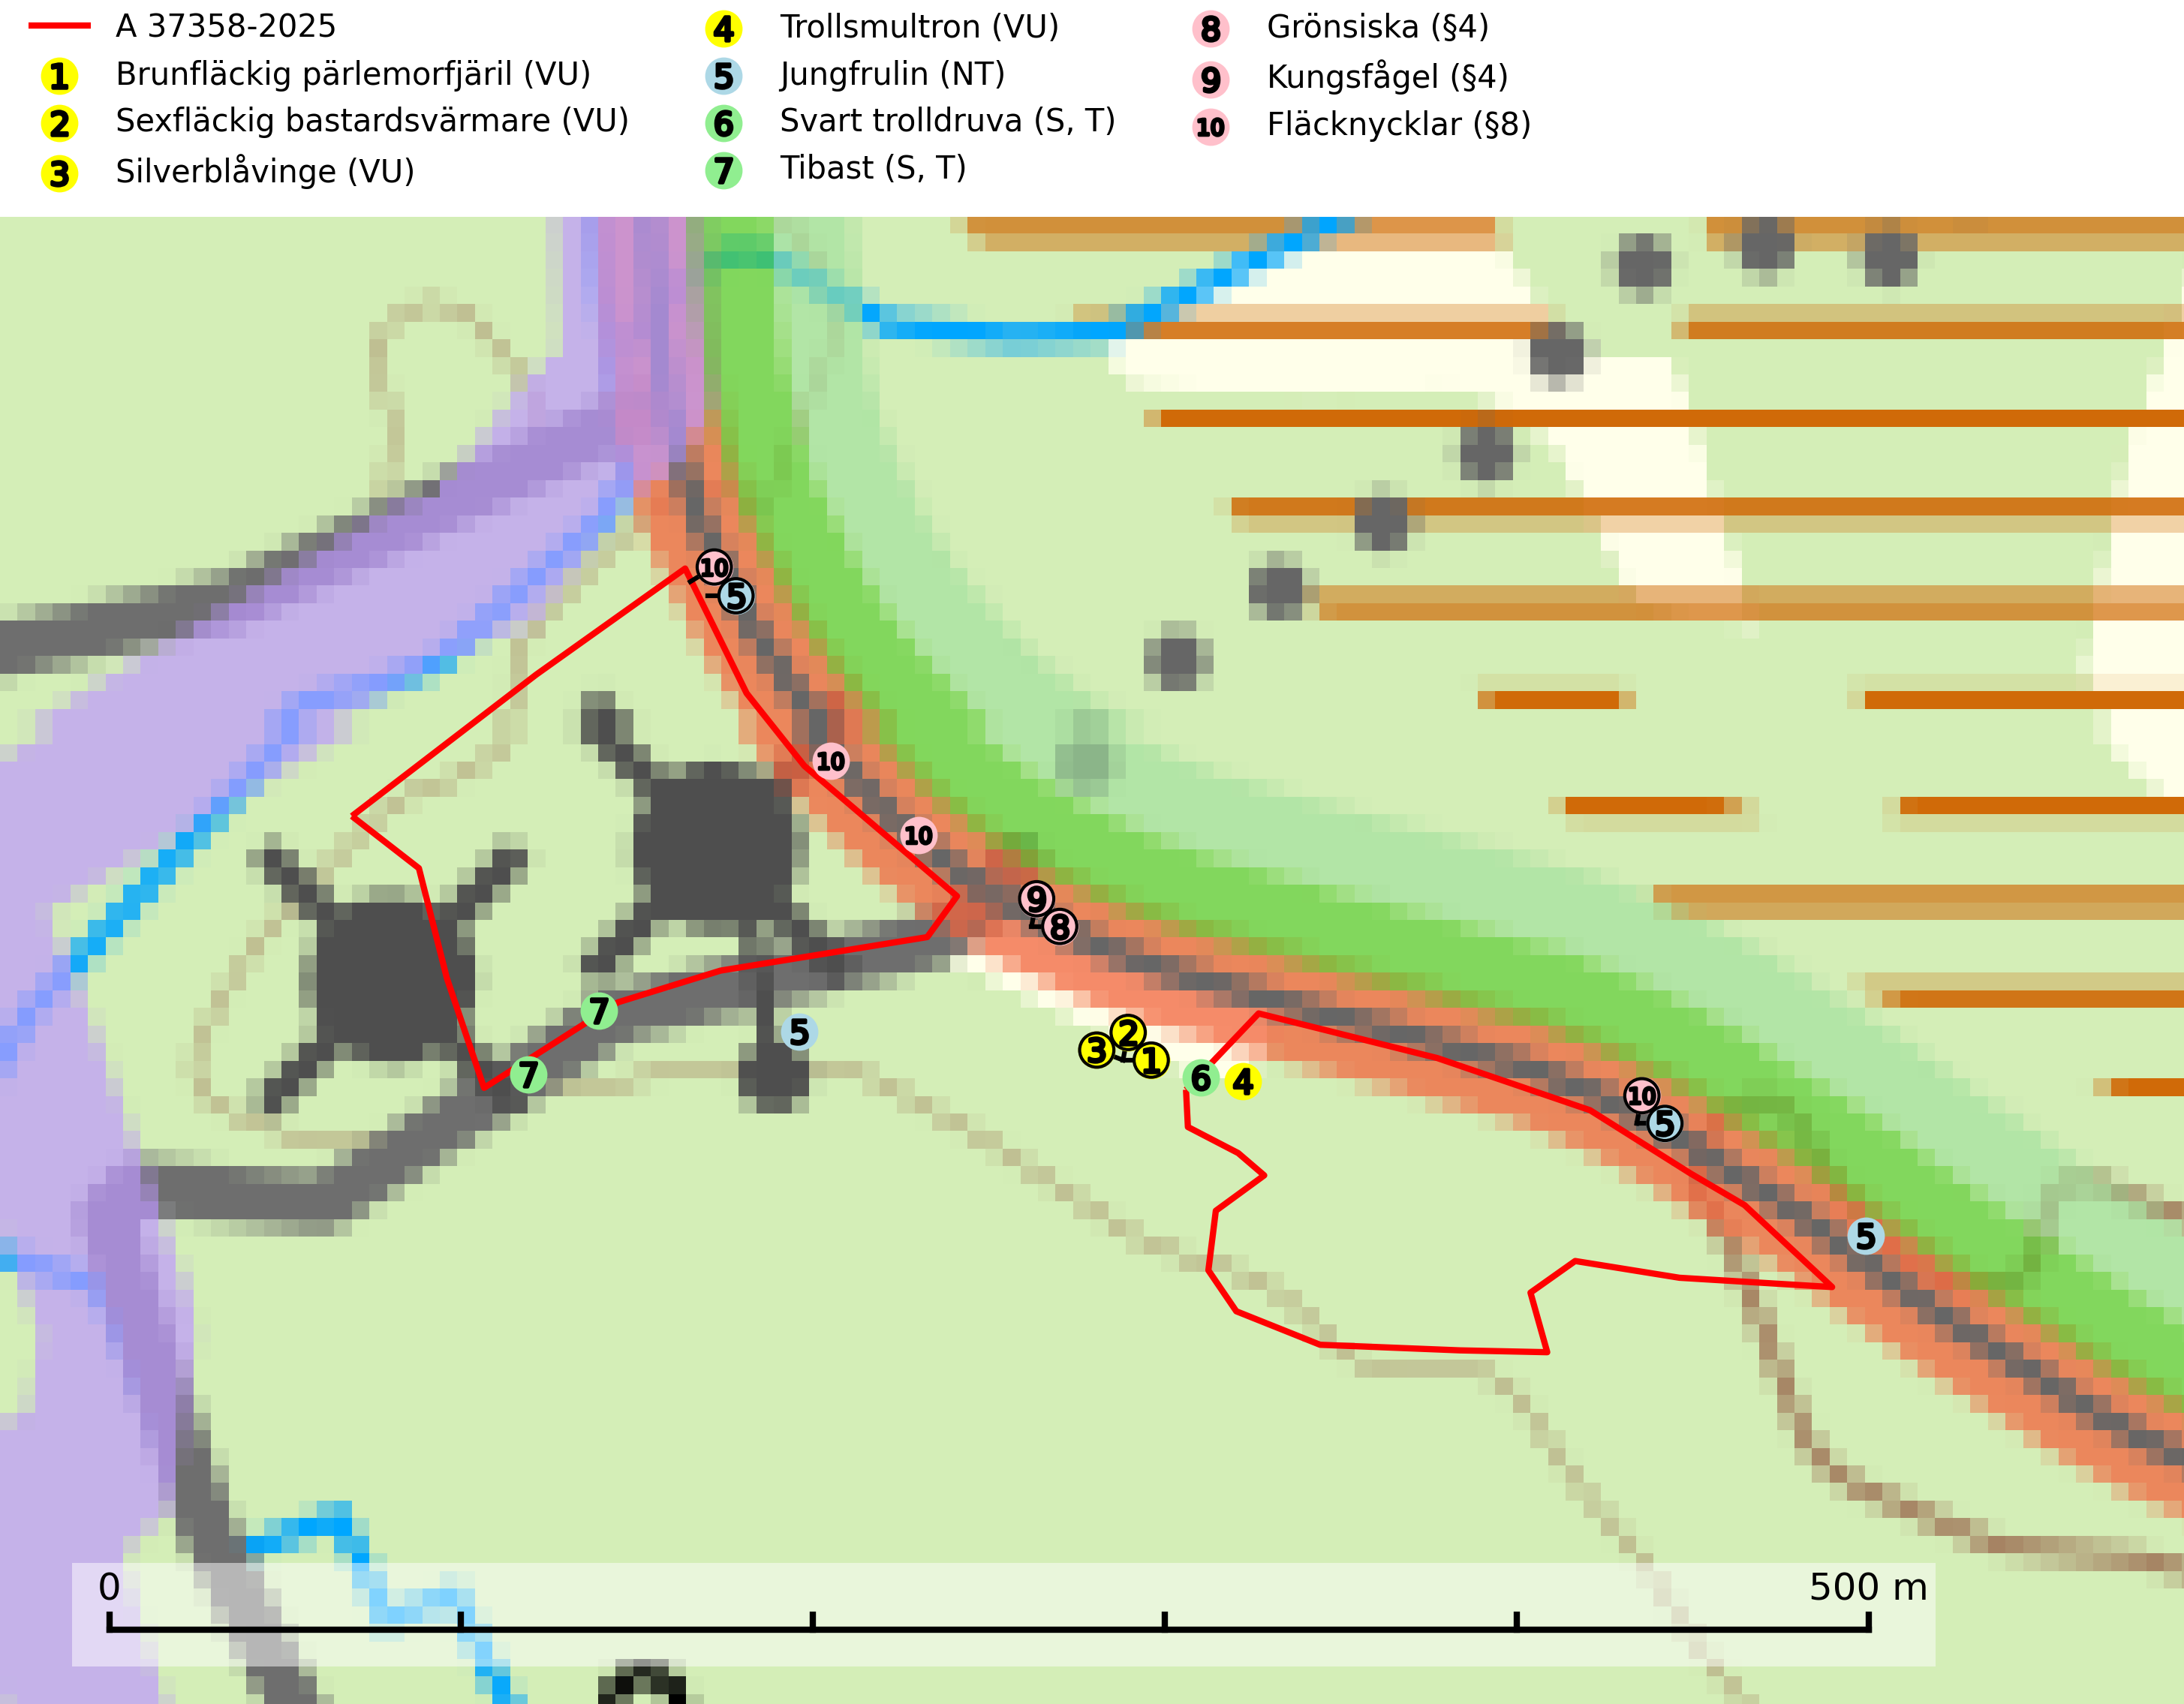 A 37358-2025
1 Brunfläckig pärlemorfjäril (VU)
2 Sexfläckig bastardsvärmare (VU)
3 Silverblåvinge (VU)
4 Trollsmultron (VU)
5 Jungfrulin (NT)
6 Svart trolldruva (S, T)
7 Tibast (S, T)
8 Grönsiska (§4)
9 Kungsfågel (§4)
10 Fläcknycklar (§8)
10
5
10
10
9
8
7
5
2
3
1
7
6
4
10
5
5
0
500 m